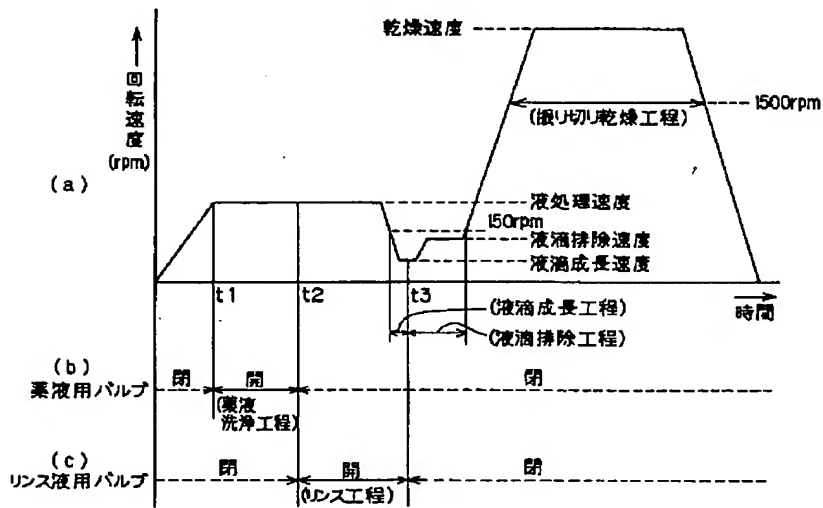 乾燥速度
回転速度
(rpm)
1500rpm
(振り切り乾燥工程)
(a)
液処理速度
150rpm
液滴排除速度
液滴成長速度
t1
t2
t3
時間
(液滴成長工程)
(液滴排除工程)
(b)
薬液用バルブ
閉
開
閉
(薬液
洗浄工程)
(c)
リンス液用バルブ
閉
開
閉
(リンス工程)